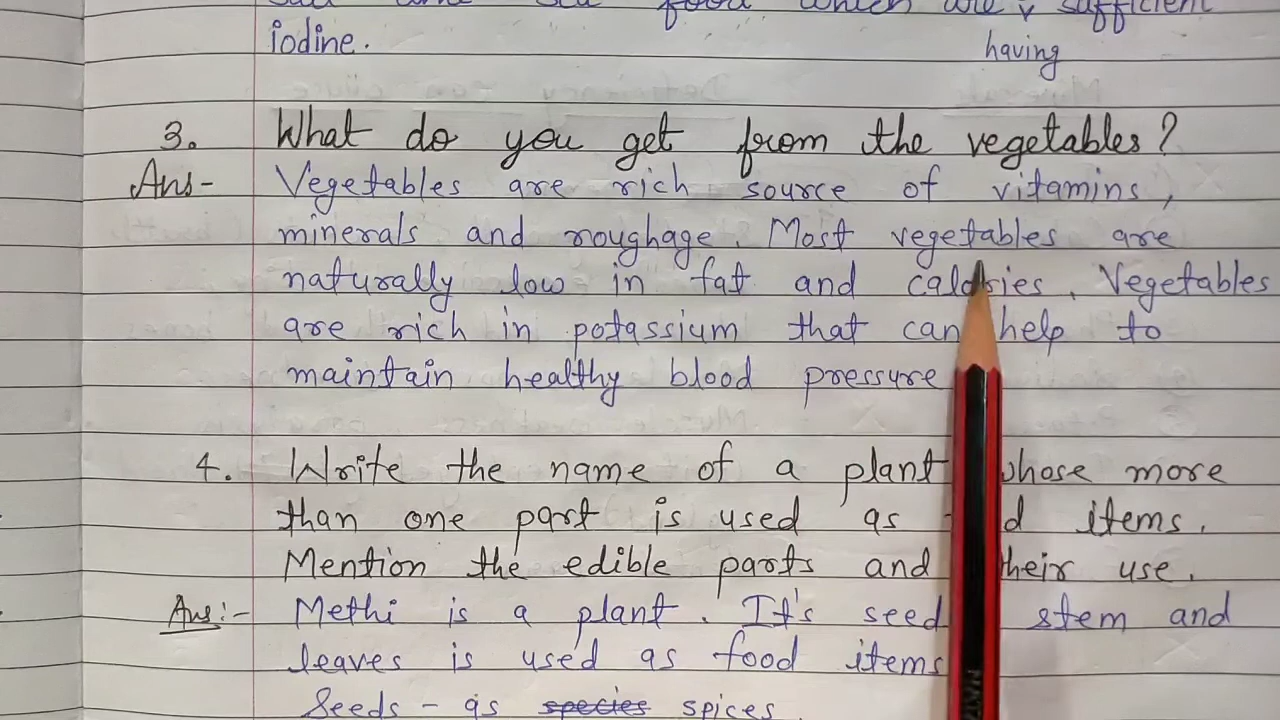 food which are sufficient
iodine. having
3. What do you get from the vegetables?
Ans- Vegetables are rich source of vitamins,
minerals and roughage. Most vegetables are
naturally low in fat and calories. Vegetables
are rich in potassium that can help to
maintain healthy blood pressure
4. Write the name of a plant whose more
than one part is used as items.
Mention the edible parts and their use.
Ans:- Methi is a plant. It's seed stem and
leaves is used as food items
Seeds - as species spices.